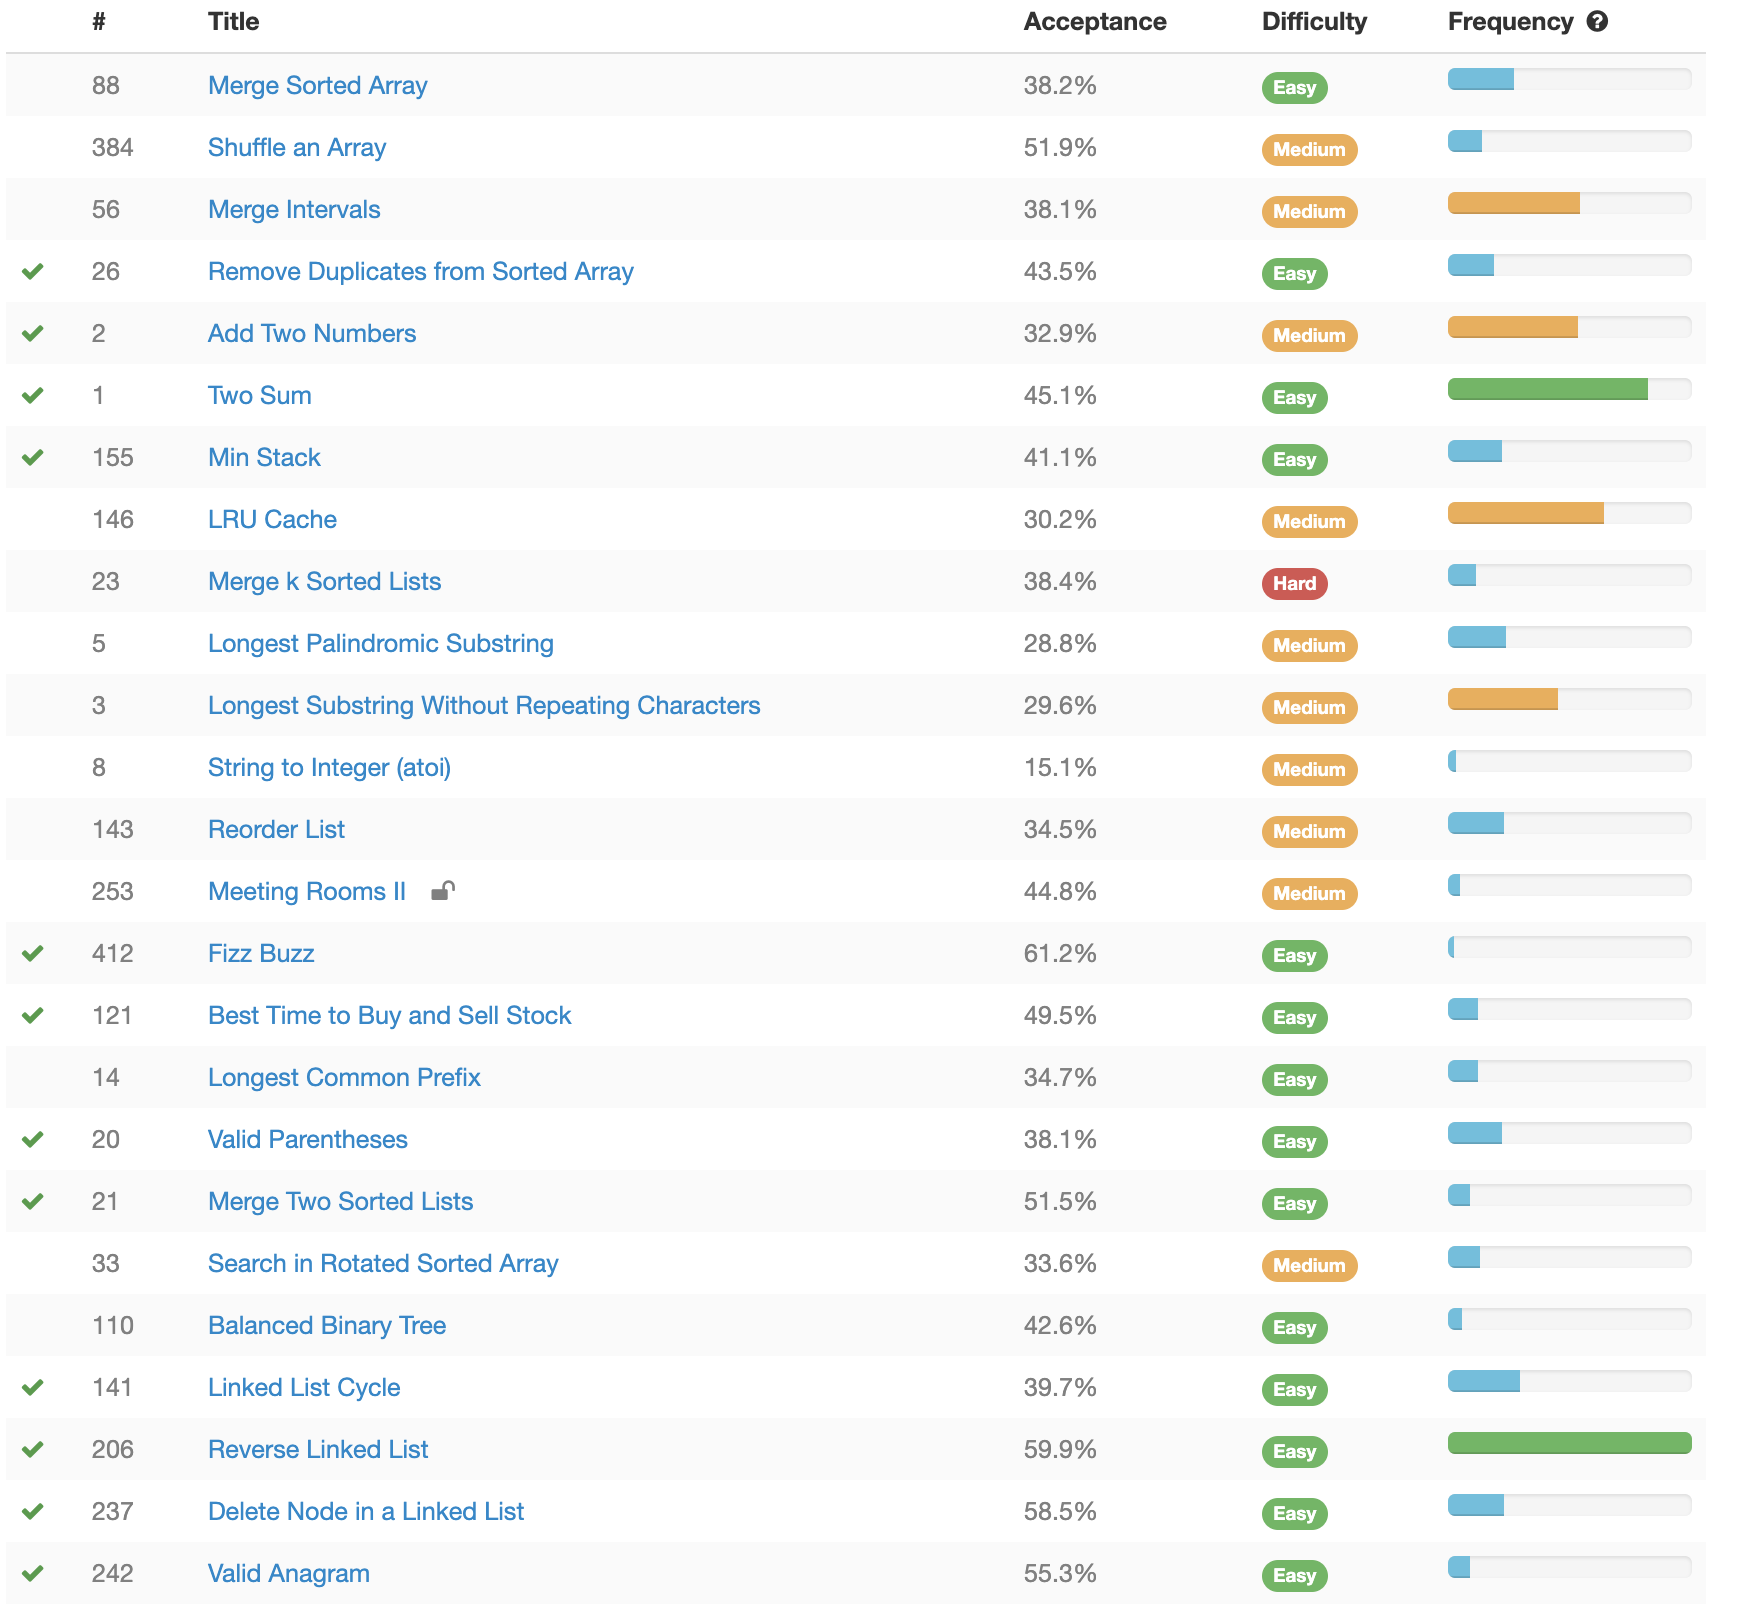 # Title Acceptance Difficulty Frequency
88 Merge Sorted Array 38.2% Easy
384 Shuffle an Array 51.9% Medium
56 Merge Intervals 38.1% Medium
26 Remove Duplicates from Sorted Array 43.5% Easy
2 Add Two Numbers 32.9% Medium
1 Two Sum 45.1% Easy
155 Min Stack 41.1% Easy
146 LRU Cache 30.2% Medium
23 Merge k Sorted Lists 38.4% Hard
5 Longest Palindromic Substring 28.8% Medium
3 Longest Substring Without Repeating Characters 29.6% Medium
8 String to Integer (atoi) 15.1% Medium
143 Reorder List 34.5% Medium
253 Meeting Rooms II 44.8% Medium
412 Fizz Buzz 61.2% Easy
121 Best Time to Buy and Sell Stock 49.5% Easy
14 Longest Common Prefix 34.7% Easy
20 Valid Parentheses 38.1% Easy
21 Merge Two Sorted Lists 51.5% Easy
33 Search in Rotated Sorted Array 33.6% Medium
110 Balanced Binary Tree 42.6% Easy
141 Linked List Cycle 39.7% Easy
206 Reverse Linked List 59.9% Easy
237 Delete Node in a Linked List 58.5% Easy
242 Valid Anagram 55.3% Easy